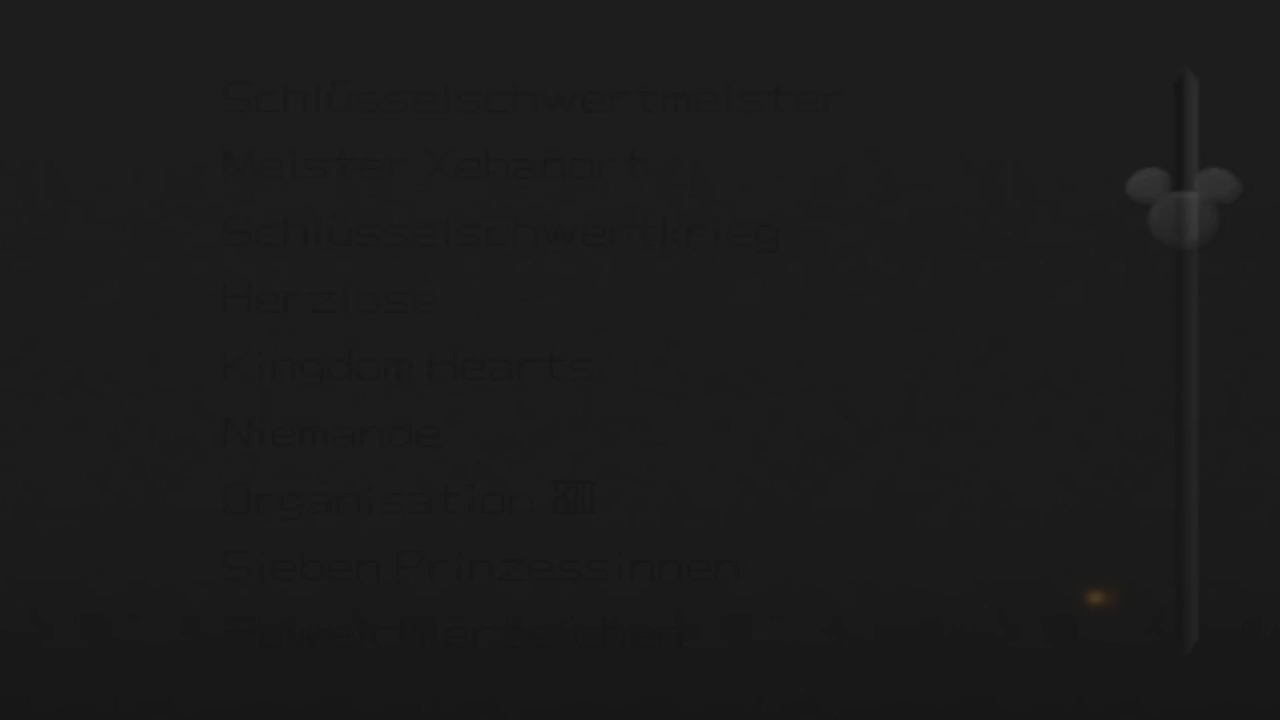 Schlüsselschwertmeister
Meister Xehanort
Schlüsselschwertkrieg
Herzlose
Kingdom Hearts
Niemande
Organisation XIII
Sieben Prinzessinnen